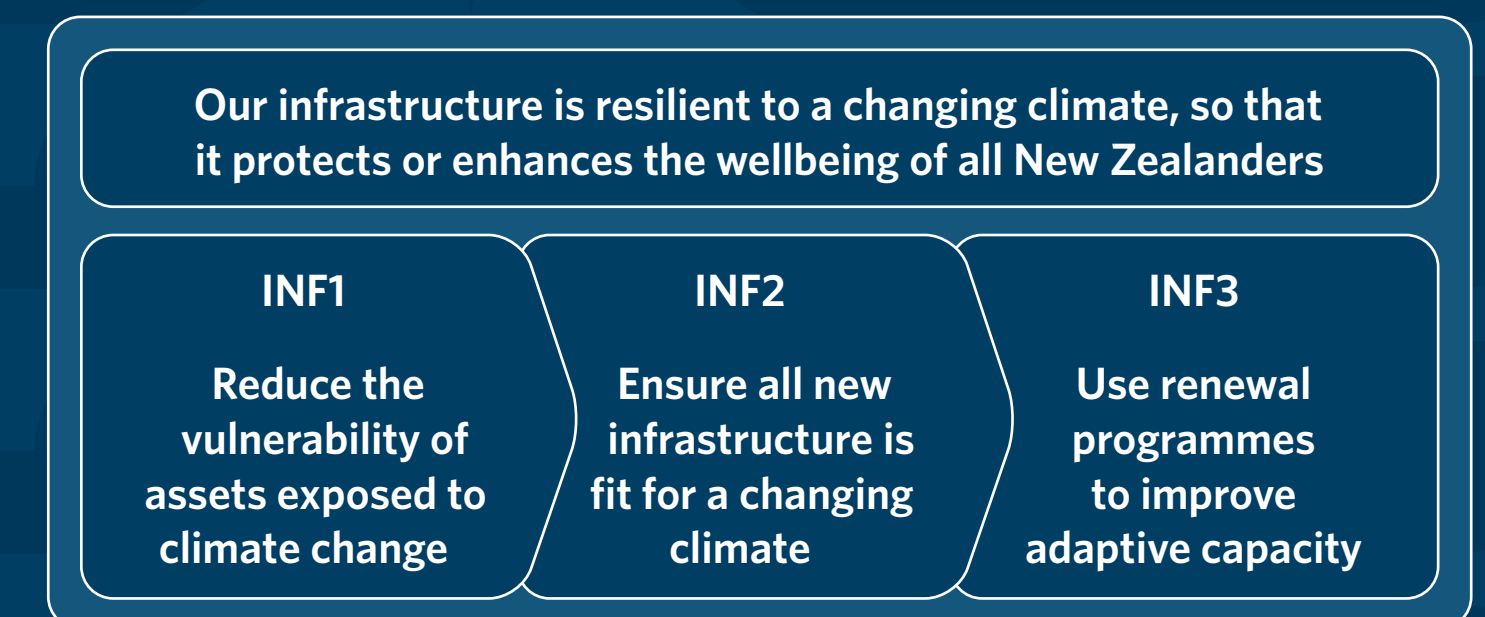 Our infrastructure is resilient to a changing climate, so that
it protects or enhances the wellbeing of all New Zealanders
INF1
Reduce the
vulnerability of
assets exposed to
climate change
INF2
Ensure all new
infrastructure is
fit for a changing
climate
INF3
Use renewal
programmes
to improve
adaptive capacity